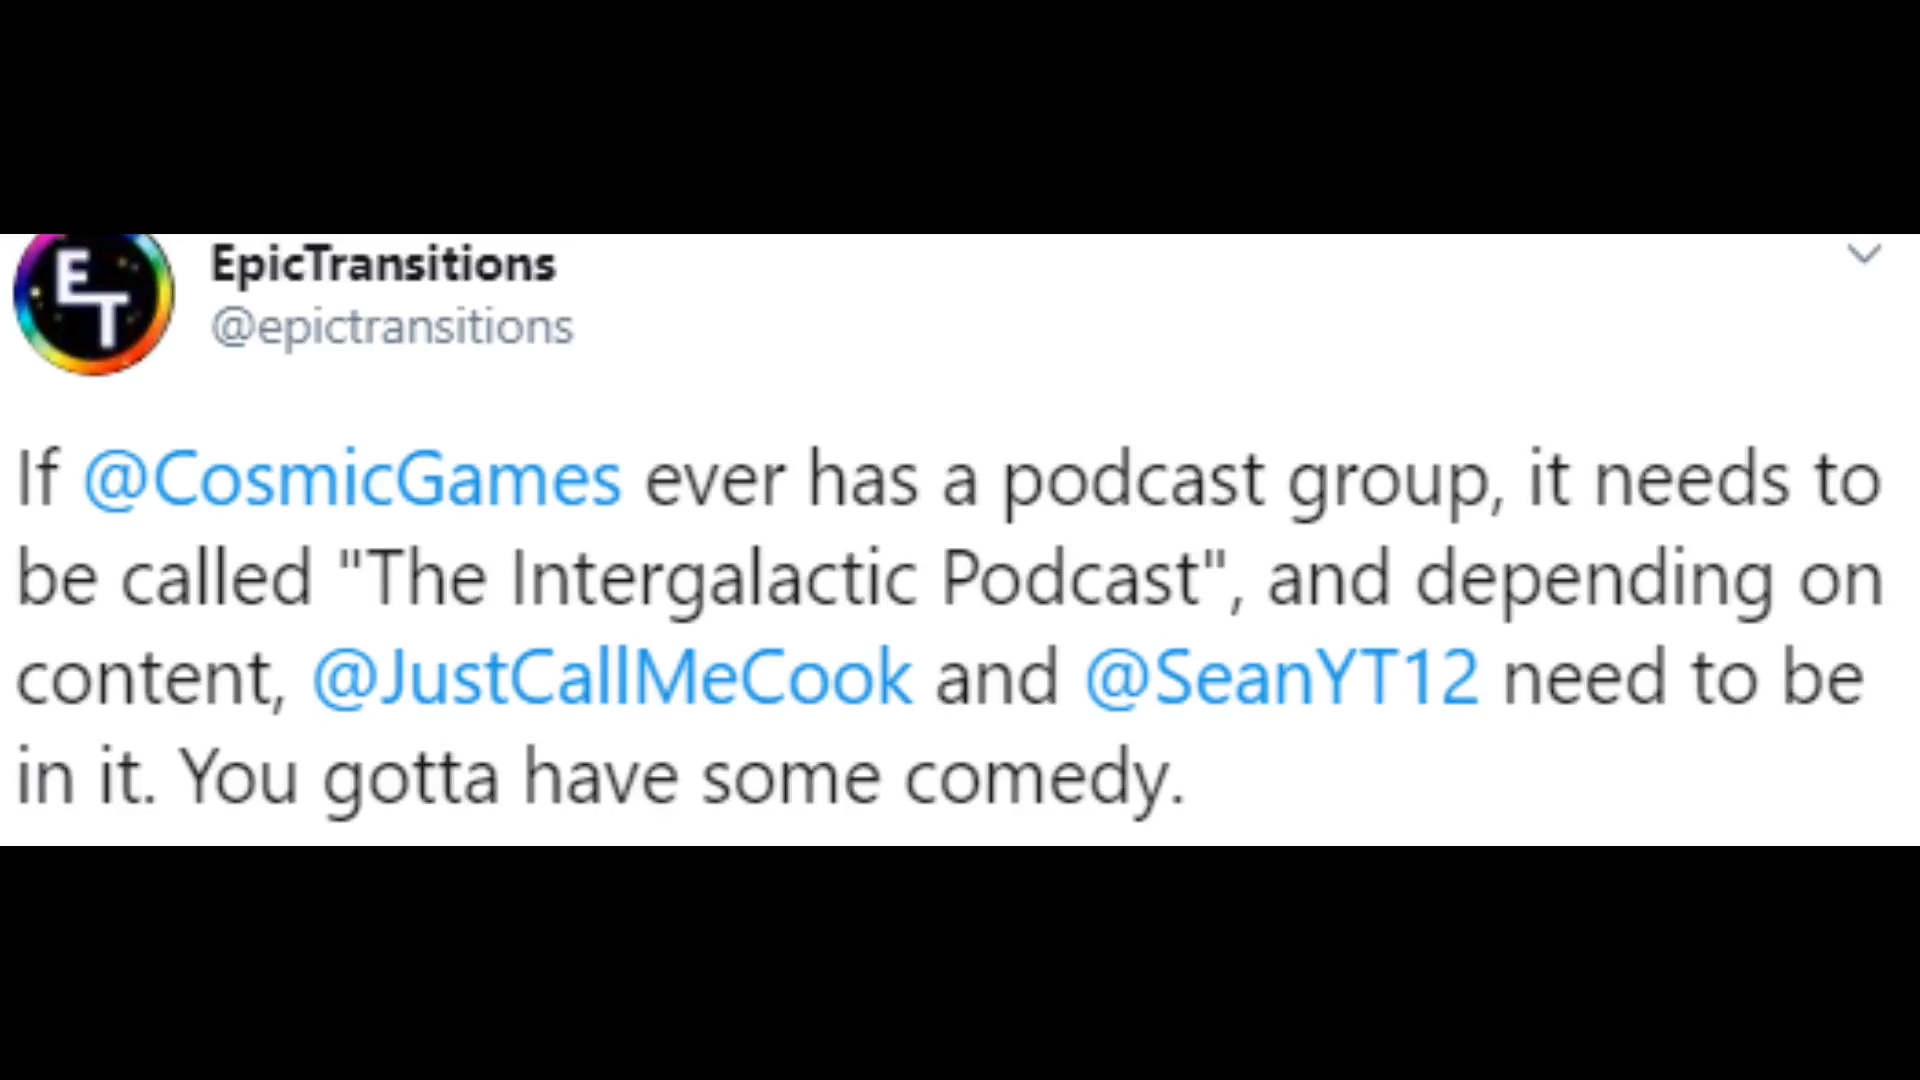 ET
EpicTransitions
@epictransitions
If @CosmicGames ever has a podcast group, it needs to
be called "The Intergalactic Podcast", and depending on
content, @JustCallMeCook and @SeanYT12 need to be
in it. You gotta have some comedy.